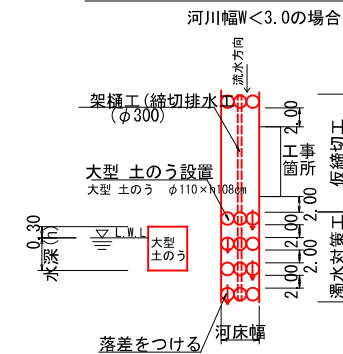 河川幅W<3.0の場合
流水方向
架樋工(締切排水工)
(φ300)
2.00
工事
箇所
仮締切工
大型 土のう設置
大型 土のう φ110×h108cm
2.00
0.30
L.W.L
水深(h)
大型
土のう
2.00
2.00
2.00
濁水対策工
河床幅
落差をつける